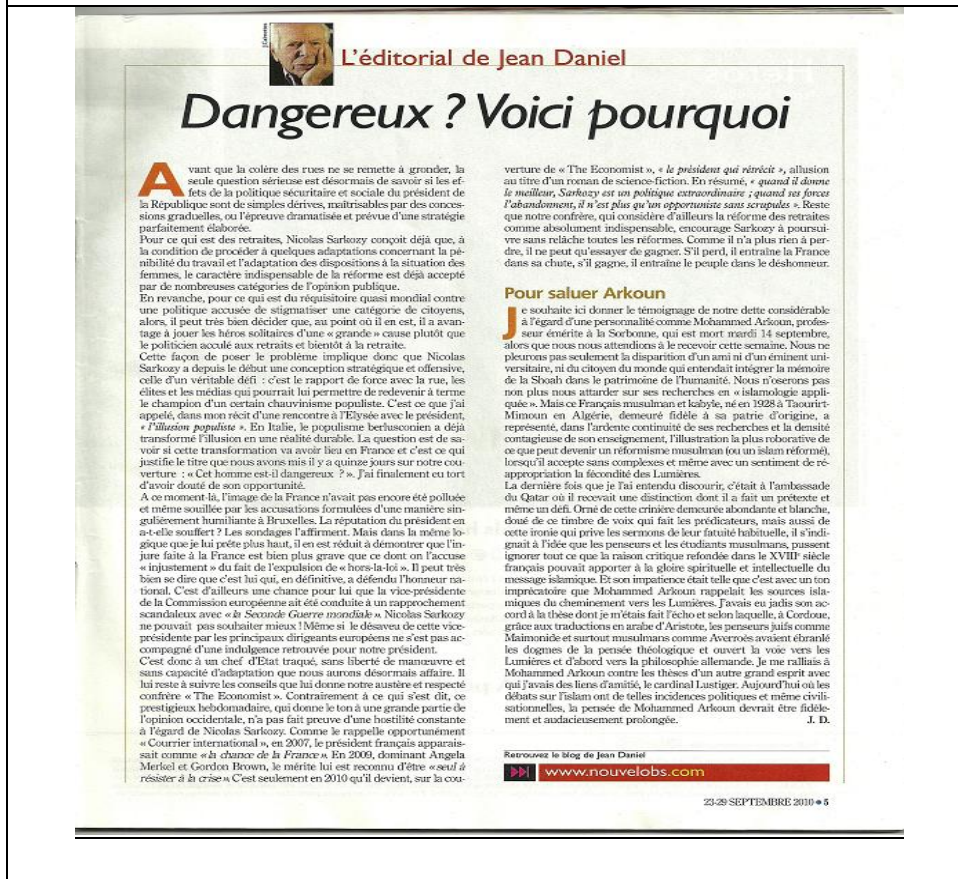 L'éditorial de Jean Daniel
Dangereux ? Voici pourquoi
Avant que la colère des rues ne se remette à gronder, la
seule question sérieuse est désormais de savoir si les ef-
fets de la politique sécuritaire et sociale du président de
la République sont de simples dérives, maîtrisables par des conces-
sions graduelles, ou l'épreuve dramatisée et prévue d'une stratégie
parfaitement élaborée.
Pour ce qui est des retraites, Nicolas Sarkozy conçoit déjà que, à
la condition de procéder à quelques adaptations concernant la pé-
nibilité du travail et l'adaptation des dispositions à la situation des
femmes, le caractère indispensable de la réforme est déjà accepté
par de nombreuses catégories de l'opinion publique.
En revanche, pour ce qui est du réquisitoire quasi mondial contre
une politique accusée de stigmatiser une catégorie de citoyens,
alors, il peut très bien décider que, au point où il en est, il a avan-
tage à jouer les héros solitaires d'une « grande » cause plutôt que
le politicien acculé aux retraits et bientôt à la retraite.
Cette façon de poser le problème implique donc que Nicolas
Sarkozy a depuis le début une conception stratégique et offensive,
celle d'un véritable défi : c'est le rapport de force avec la rue, les
élites et les médias qui pourrait lui permettre de redevenir à terme
le champion d'un certain chauvinisme populiste. C'est ce que j'ai
appelé, dans mon récit d'une rencontre à l'Elysée avec le président,
« l'illusion populiste ». En Italie, le populisme berlusconien a déjà
transformé l'illusion en une réalité durable. La question est de sa-
voir si cette transformation va avoir lieu en France et c'est ce qui
justifie le titre que nous avons mis il y a quinze jours sur notre cou-
verture : « Cet homme est-il dangereux ? ». J'ai finalement eu tort
d'avoir douté de son opportunité.
A ce moment-là, l'image de la France n'avait pas encore été polluée
et même souillée par les accusations formulées d'une manière sin-
gulièrement humiliante à Bruxelles. La réputation du président en
a-t-elle souffert ? Les sondages l'affirment. Mais dans la même lo-
gique que je lui prête plus haut, il en est réduit à démontrer que l'in-
jure faite à la France est bien plus grave que ce dont on l'accuse
« injustement » du fait de l'expulsion de « hors-la-loi ». Il peut très
bien se dire que c'est lui qui, en définitive, a défendu l'honneur na-
tional. C'est d'ailleurs une chance pour lui que la vice-présidente
de la Commission européenne ait été conduite à un rapprochement
scandaleux avec « la Seconde Guerre mondiale ». Nicolas Sarkozy
ne pouvait pas souhaiter mieux ! Même si le désaveu de cette vice-
présidente par les principaux dirigeants européens ne s'est pas ac-
compagné d'une indulgence retrouvée pour notre président.
C'est donc à un chef d'Etat traqué, sans liberté de manœuvre et
sans capacité d'adaptation que nous aurons désormais affaire. Il
lui reste à suivre les conseils que lui donne notre austère et respecté
confrère « The Economist ». Contrairement à ce qui s'est dit, ce
prestigieux hebdomadaire, qui donne le ton à une grande partie de
l'opinion occidentale, n'a pas fait preuve d'une hostilité constante
à l'égard de Nicolas Sarkozy. Comme le rappelle opportunément
« Courrier international », en 2007, le président français apparais-
sait comme « la chance de la France ». En 2009, dominant Angela
Merkel et Gordon Brown, le mérite lui est reconnu d'être « seul à
résister à la crise ». C'est seulement en 2010 qu'il devient, sur la cou-
verture de « The Economist », « le président qui rétrécit », allusion
au titre d'un roman de science-fiction. En résumé, « quand il donne
le meilleur, Sarkozy est un politique extraordinaire ; quand ses forces
l'abandonnent, il n'est plus qu'un opportuniste sans scrupules ». Reste
que notre confrère, qui considère d'ailleurs la réforme des retraites
comme absolument indispensable, encourage Sarkozy à poursui-
vre sans relâche toutes les réformes. Comme il n'a plus rien à per-
dre, il ne peut qu'essayer de gagner. S'il perd, il entraîne la France
dans sa chute, s'il gagne, il entraîne le peuple dans le déshonneur.
Pour saluer Arkoun
Je souhaite ici donner le témoignage de notre dette considérable
à l'égard d'une personalité comme Mohammed Arkoun, profes-
seur émérite à la Sorbonne, qui est mort mardi 14 septembre,
alors que nous nous attendions à le recevoir cette semaine. Nous ne
pleurons pas seulement la disparition d'un ami ni d'un éminent uni-
versitaire, ni du citoyen du monde qui entendait intégrer la mémoire
de la Shoah dans le patrimoine de l'humanité. Nous n'oserons pas
non plus nous attarder sur ses recherches en « islamologie appli-
quée ». Mais ce Français musulman et kabyle, né en 1928 à Taourirt-
Mimoun en Algérie, demeuré fidèle à sa patrie d'origine, a
représenté, dans l'ardente continuité de ses recherches et la densité
contagieuse de son enseignement, l'illustration la plus roborative de
ce que peut devenir un réformisme musulman (ou un islam réformé),
lorsqu'il accepte sans complexes et même avec un sentiment de ré-
appropriation la fécondité des Lumières.
La dernière fois que je l'ai entendu discourir, c'était à l'ambassade
du Qatar où il recevait une distinction dont il a fait un prétexte et
même un défi. Orné de cette crinière demeurée abondante et blanche,
doué de ce timbre de voix qui fait les prédicateurs, mais aussi de
cette ironie qui prive les sermons de leur fatuité habituelle, il s'indi-
gnait à l'idée que les penseurs et les étudiants musulmans, pussent
ignorer tout ce que la raison critique refondée dans le XVIIIe siècle
français pouvait apporter à la gloire spirituelle et intellectuelle du
message islamique. Et son impatience était telle que c'est avec un ton
imprécatoire que Mohammed Arkoun rappelait les sources isla-
miques du cheminement vers les Lumières. J'avais eu jadis son ac-
cord à la thèse dont je m'étais fait l'écho et selon laquelle, à Cordoue,
grâce aux traductions en arabe d'Aristote, les penseurs juifs comme
Maimonide et surtout musulmans comme Averroès avaient ébranlé
les dogmes de la pensée théologique et ouvert la voie vers les
Lumières et d'abord vers la philosophie allemande. Je me ralliais à
Mohammed Arkoun contre les thèses d'un autre grand esprit avec
qui j'avais des liens d'amitié, le cardinal Lustiger. Aujourd'hui où les
débats sur l'islam ont de telles incidences politiques et même civili-
sationnelles, la pensée de Mohammed Arkoun devrait être fidèle-
ment et audacieusement prolongée. J. D.
Retrouvez le blog de Jean Daniel
www.nouvelobs.com
23-29 SEPTEMBRE 2010 ● 5